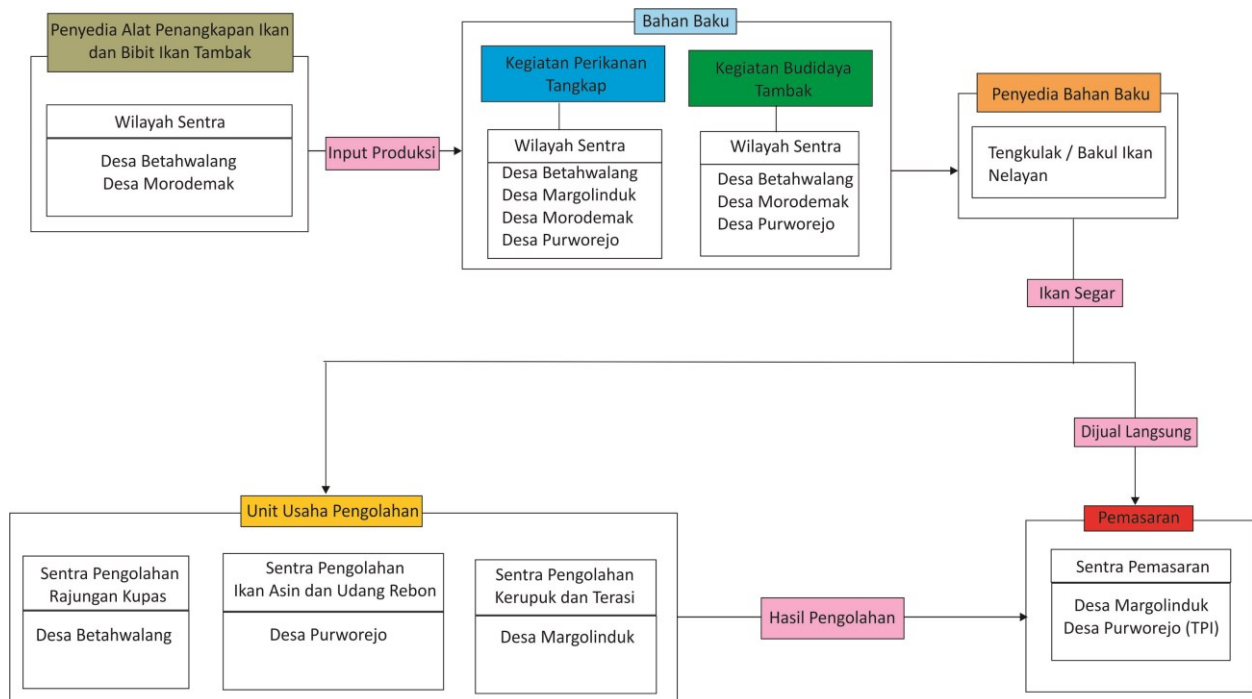 Penyedia Alat Penangkapan Ikan
dan Bibit Ikan Tambak
Wilayah Sentra
Desa Betahwalang
Desa Morodemak
Input Produksi
Bahan Baku
Kegiatan Perikanan
Tangkap
Wilayah Sentra
Desa Betahwalang
Desa Margolinduk
Desa Morodemak
Desa Purworejo
Kegiatan Budidaya
Tambak
Wilayah Sentra
Desa Betahwalang
Desa Morodemak
Desa Purworejo
Penyedia Bahan Baku
Tengkulak / Bakul Ikan
Nelayan
Ikan Segar
Dijual Langsung
Unit Usaha Pengolahan
Sentra Pengolahan
Rajungan Kupas
Desa Betahwalang
Sentra Pengolahan
Ikan Asin dan Udang Rebon
Desa Purworejo
Sentra Pengolahan
Kerupuk dan Terasi
Desa Margolinduk
Hasil Pengolahan
Pemasaran
Sentra Pemasaran
Desa Margolinduk
Desa Purworejo (TPI)